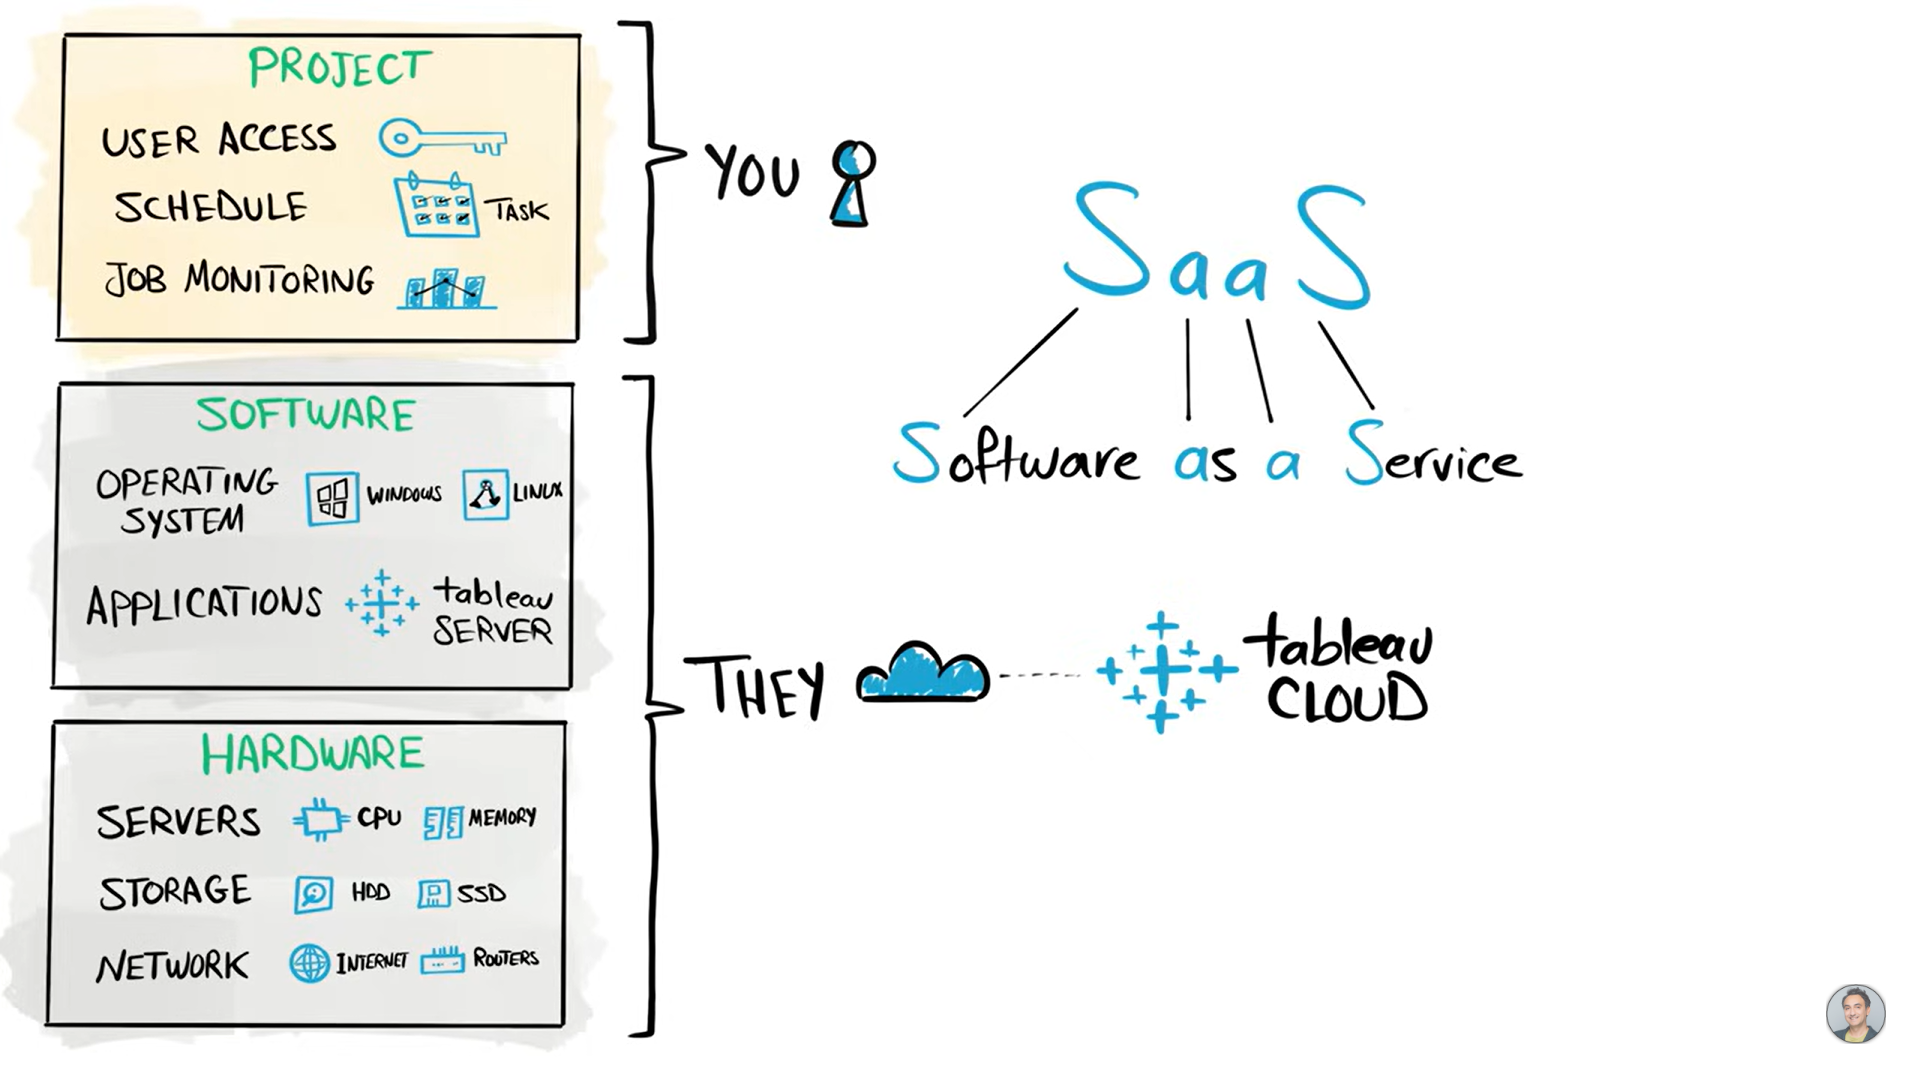 PROJECT
USER ACCESS
SCHEDULE TASK
JOB MONITORING
YOU
SOFTWARE
OPERATING SYSTEM WINDOWS LINUX
APPLICATIONS tableau SERVER
HARDWARE
SERVERS CPU MEMORY
STORAGE HDD SSD
NETWORK INTERNET ROUTERS
THEY
SaaS
Software as a Service
tableau
CLOUD